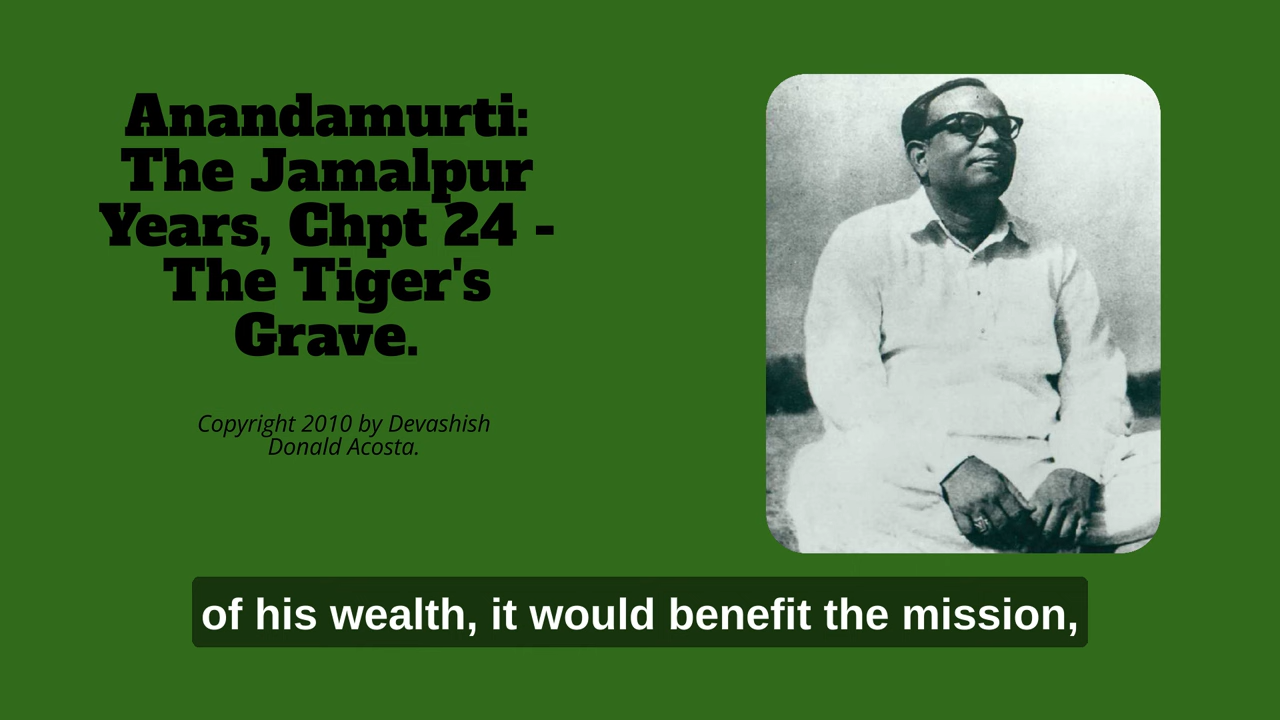 Anandamurti:
The Jamalpur
Years, Chpt 24 -
The Tiger's
Grave.
Copyright 2010 by Devashish
Donald Acosta.
of his wealth, it would benefit the mission,